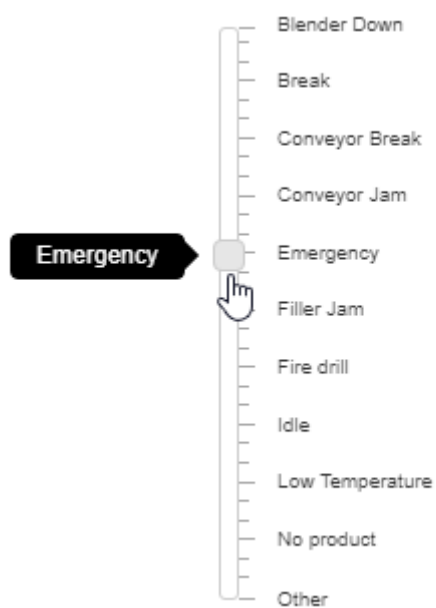 Blender Down
Break
Conveyor Break
Conveyor Jam
Emergency
Emergency
Filler Jam
Fire drill
Idle
Low Temperature
No product
Other